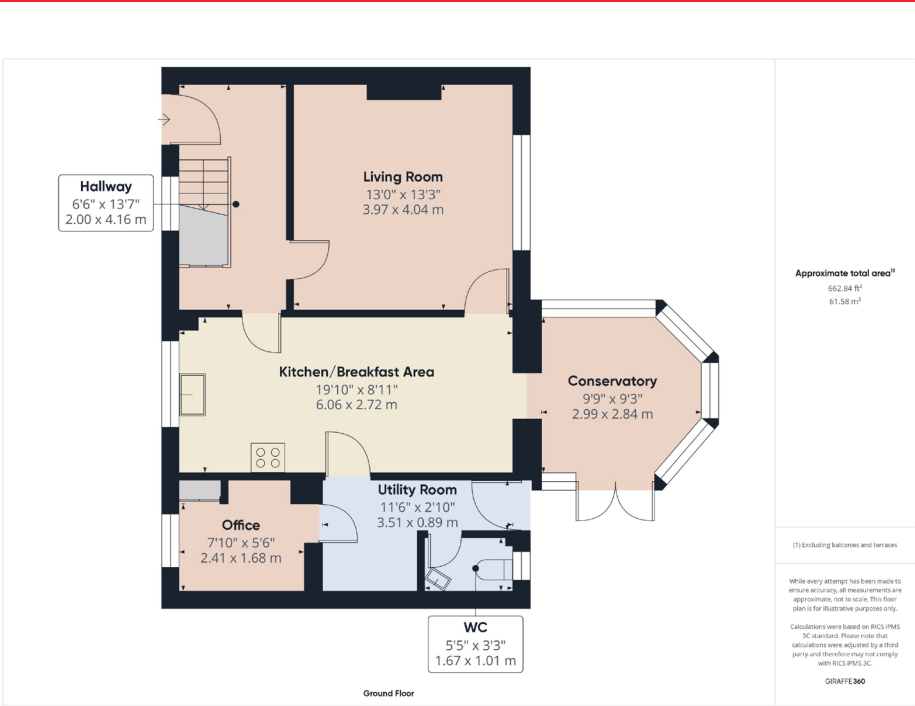 Hallway
6'6" x 13'7"
2.00 x 4.16 m
Living Room
13'0" x 13'3"
3.97 x 4.04 m
Kitchen/Breakfast Area
19'10" x 8'11"
6.06 x 2.72 m
Conservatory
9'9" x 9'3"
2.99 x 2.84 m
Utility Room
11'6" x 2'10"
3.51 x 0.89 m
Office
7'10" x 5'6"
2.41 x 1.68 m
WC
5'5" x 3'3"
1.67 x 1.01 m
Ground Floor
Approximate total area⁽¹⁾
662.84 ft²
61.58 m²
(1) Excluding balconies and terraces
While every attempt has been made to
ensure accuracy, all measurements are
approximate, not to scale. This floor
plan is for illustrative purposes only.
Calculations were based on RICS IPMS
3C standard. Please note that
calculations were adjusted by a third
party and therefore may not comply
with RICS IPMS 3C.
GIRAFFE360